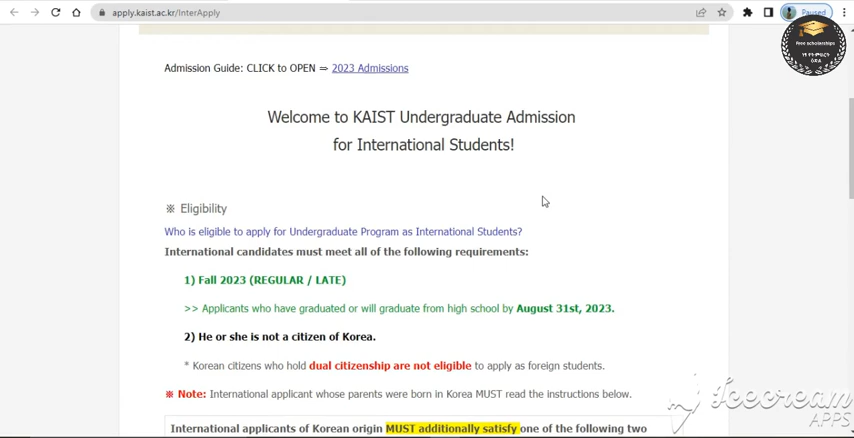 apply.kaist.ac.kr/InterApply
Paused
free scholarships
Admission Guide: CLICK to OPEN ⇒ 2023 Admissions
Welcome to KAIST Undergraduate Admission
for International Students!
※ Eligibility
Who is eligible to apply for Undergraduate Program as International Students?
International candidates must meet all of the following requirements:
1) Fall 2023 (REGULAR / LATE)
>> Applicants who have graduated or will graduate from high school by August 31st, 2023.
2) He or she is not a citizen of Korea.
* Korean citizens who hold dual citizenship are not eligible to apply as foreign students.
※ Note: International applicant whose parents were born in Korea MUST read the instructions below.
International applicants of Korean origin MUST additionally satisfy one of the following two
Icecream
APPS